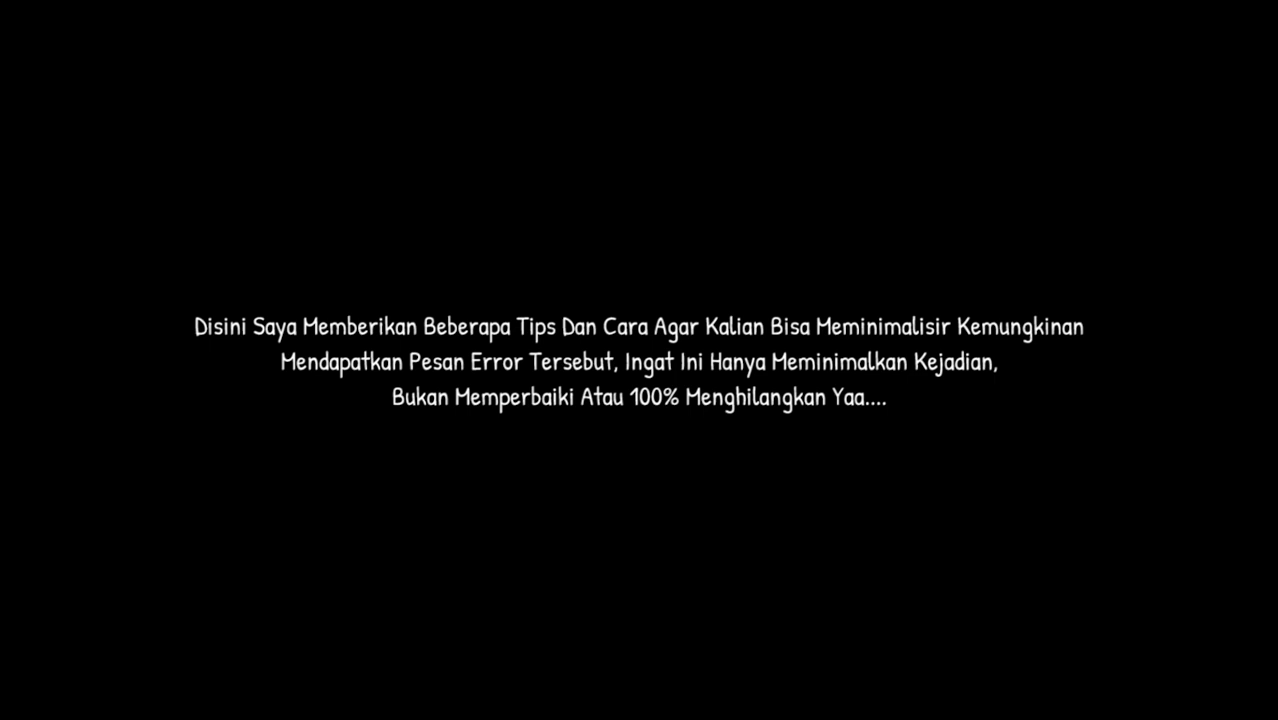 Disini Saya Memberikan Beberapa Tips Dan Cara Agar Kalian Bisa Meminimalisir Kemungkinan
Mendapatkan Pesan Error Tersebut, Ingat Ini Hanya Meminimalkan Kejadian,
Bukan Memperbaiki Atau 100% Menghilangkan Yaa....